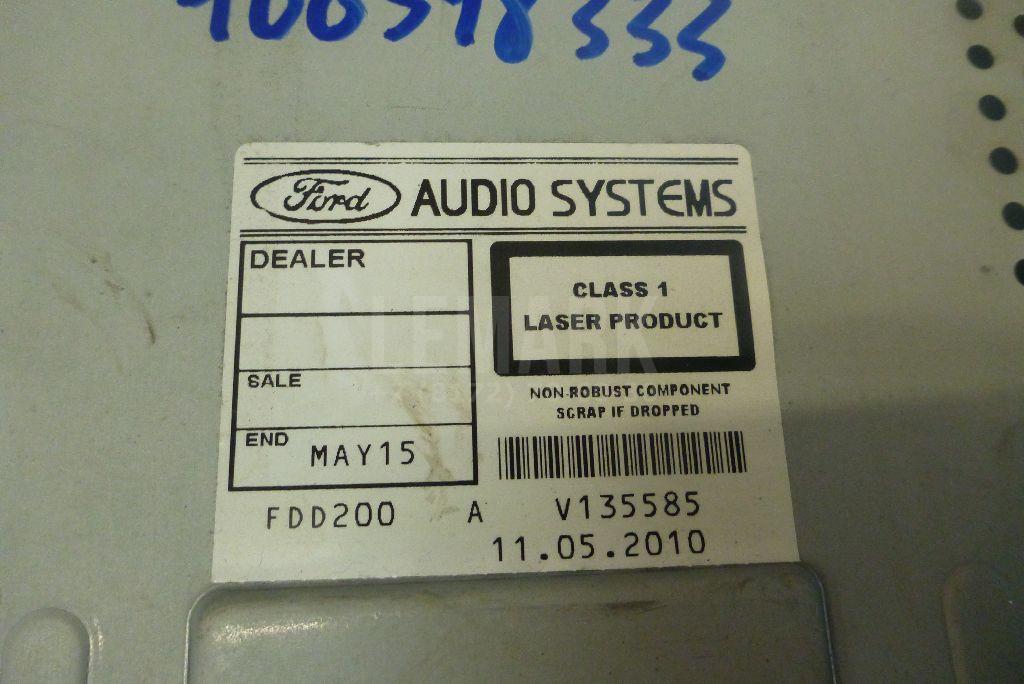 Ford AUDIO SYSTEMS
DEALER
CLASS 1
LASER PRODUCT
SALE
NON-ROBUST COMPONENT
SCRAP IF DROPPED
END MAY15
FDD200 A V135585
11.05.2010